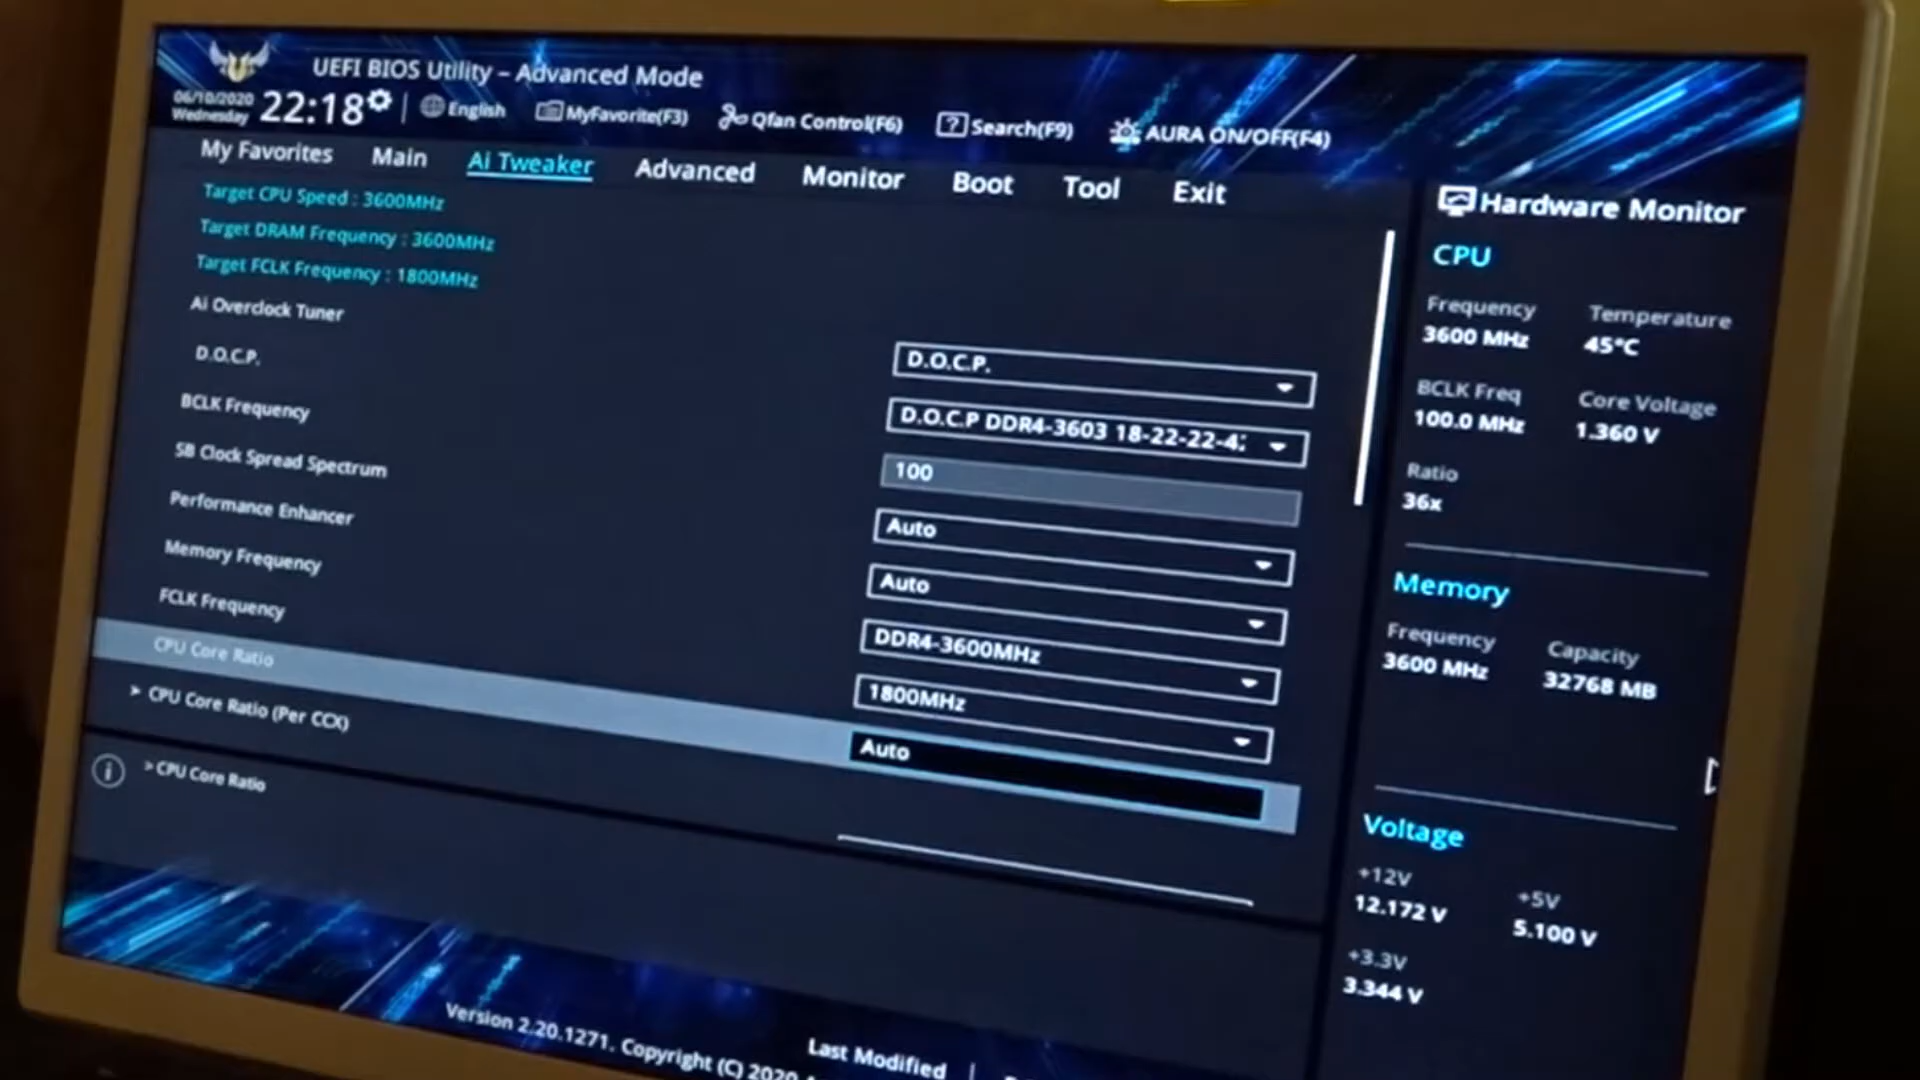 UEFI BIOS Utility – Advanced Mode
06/10/2020
Wednesday
22:18
English
MyFavorite(F3)
Qfan Control(F6)
? Search(F9)
AURA ON/OFF(F4)
My Favorites
Main
Ai Tweaker
Advanced
Monitor
Boot
Tool
Exit
Target CPU Speed : 3600MHz
Target DRAM Frequency : 3600MHz
Target FCLK Frequency : 1800MHz
Ai Overclock Tuner
D.O.C.P.
D.O.C.P.
D.O.C.P DDR4-3603 18-22-22-4
BCLK Frequency
100
SB Clock Spread Spectrum
Auto
Performance Enhancer
Auto
Memory Frequency
DDR4-3600MHz
FCLK Frequency
1800MHz
CPU Core Ratio
Auto
> CPU Core Ratio (Per CCX)
i
> CPU Core Ratio
Hardware Monitor
CPU
Frequency
Temperature
3600 MHz
45°C
BCLK Freq
Core Voltage
100.0 MHz
1.360 V
Ratio
36x
Memory
Frequency
Capacity
3600 MHz
32768 MB
Voltage
+12V
+5V
12.172 V
5.100 V
+3.3V
3.344 V
Last Modified
Version 2.20.1271. Copyright (C) 2020